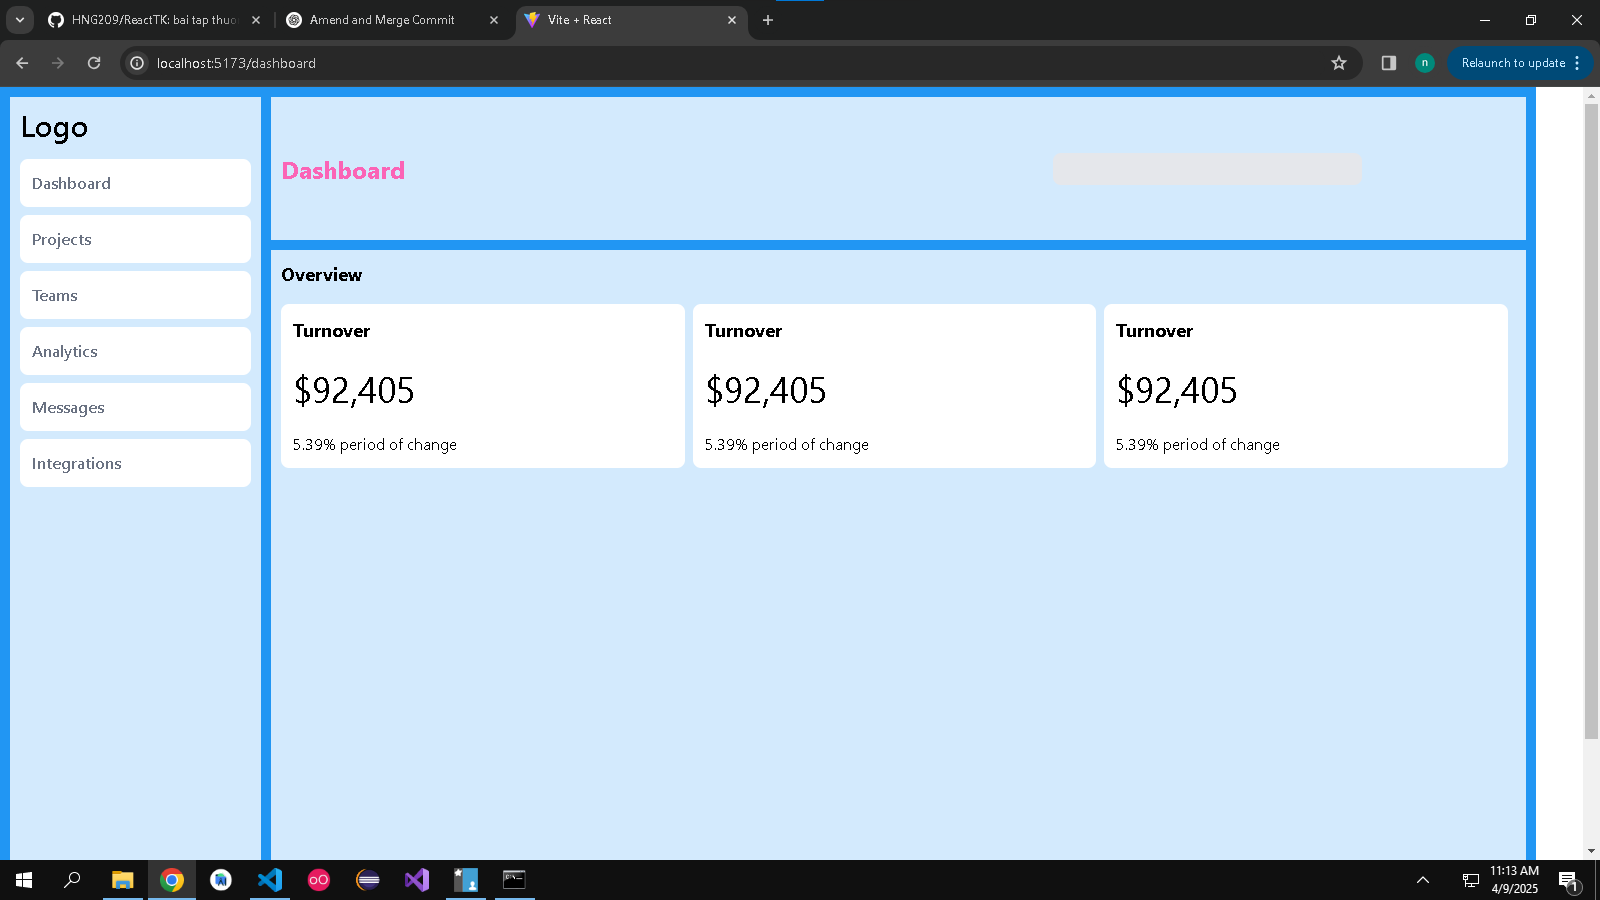 HNG209/ReactTK: bai tap thuo
Amend and Merge Commit
Vite + React
localhost:5173/dashboard
n
Relaunch to update
Logo
Dashboard
Projects
Teams
Analytics
Messages
Integrations
Dashboard
Overview
Turnover
$92,405
5.39% period of change
Turnover
$92,405
5.39% period of change
Turnover
$92,405
5.39% period of change
11:13 AM
4/9/2025
1